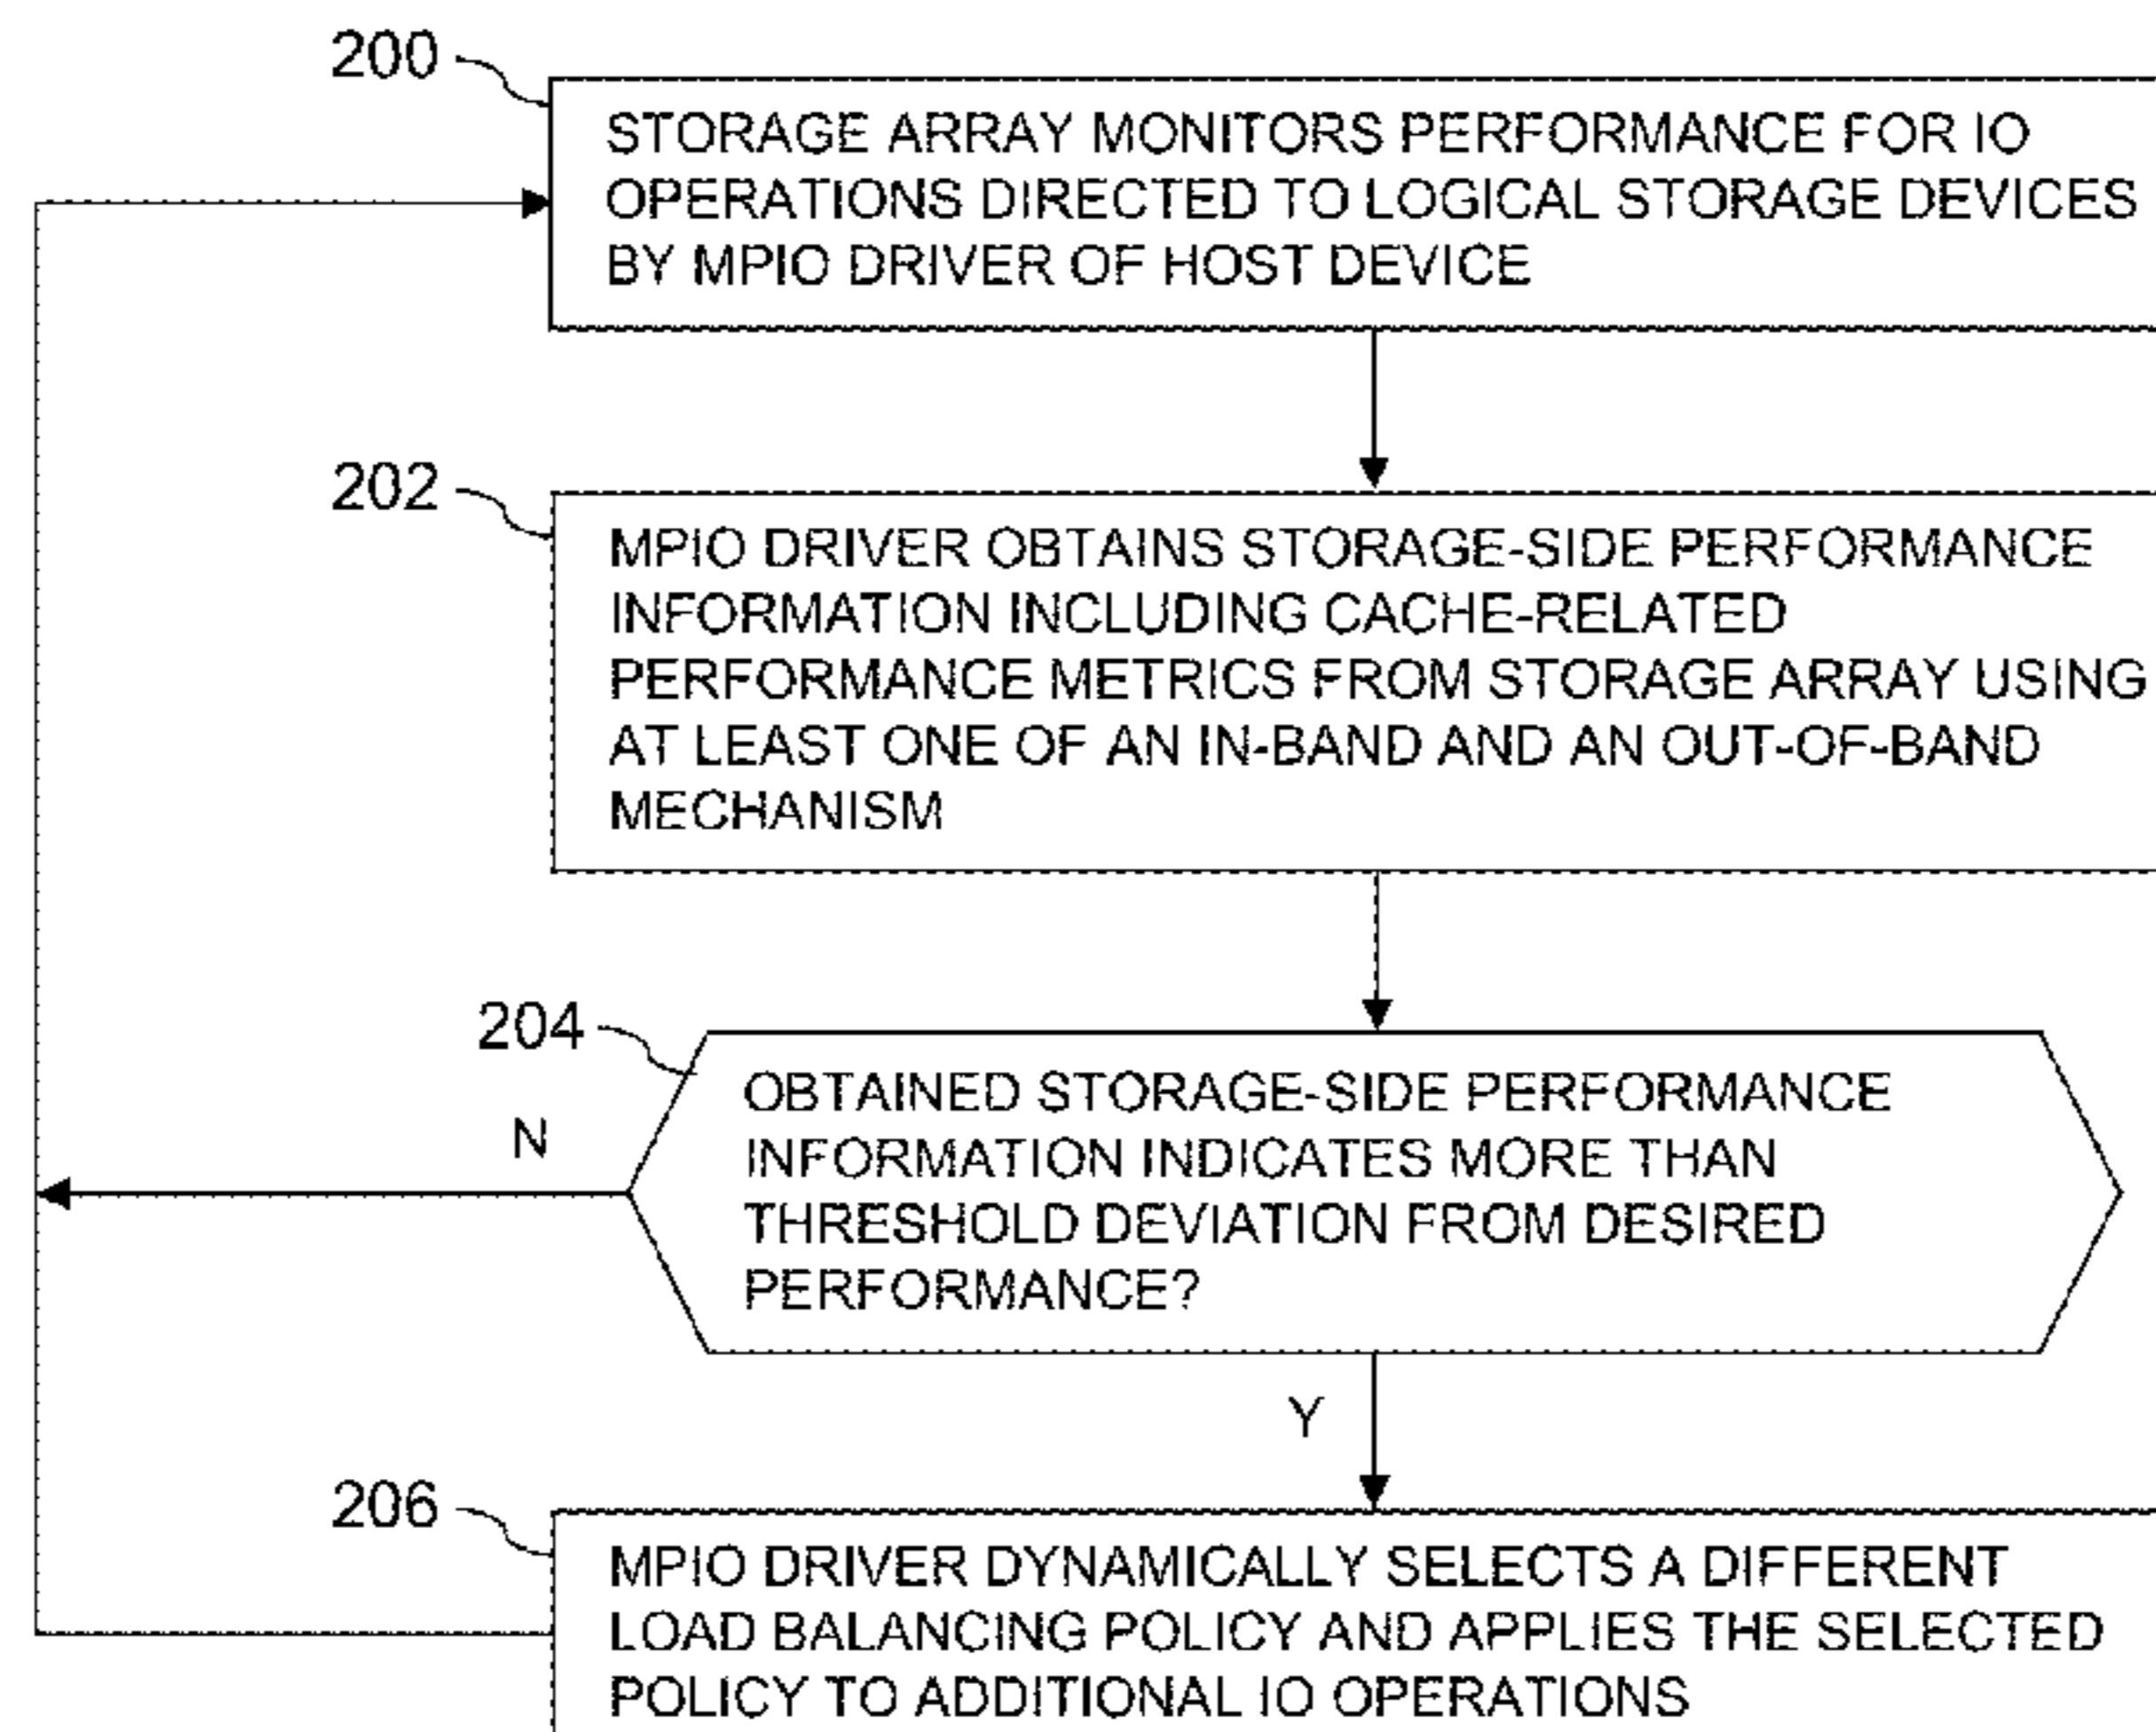 200
STORAGE ARRAY MONITORS PERFORMANCE FOR IO
OPERATIONS DIRECTED TO LOGICAL STORAGE DEVICES
BY MPIO DRIVER OF HOST DEVICE
202
MPIO DRIVER OBTAINS STORAGE-SIDE PERFORMANCE
INFORMATION INCLUDING CACHE-RELATED
PERFORMANCE METRICS FROM STORAGE ARRAY USING
AT LEAST ONE OF AN IN-BAND AND AN OUT-OF-BAND
MECHANISM
204
OBTAINED STORAGE-SIDE PERFORMANCE
INFORMATION INDICATES MORE THAN
THRESHOLD DEVIATION FROM DESIRED
PERFORMANCE?
N
Y
206
MPIO DRIVER DYNAMICALLY SELECTS A DIFFERENT
LOAD BALANCING POLICY AND APPLIES THE SELECTED
POLICY TO ADDITIONAL IO OPERATIONS